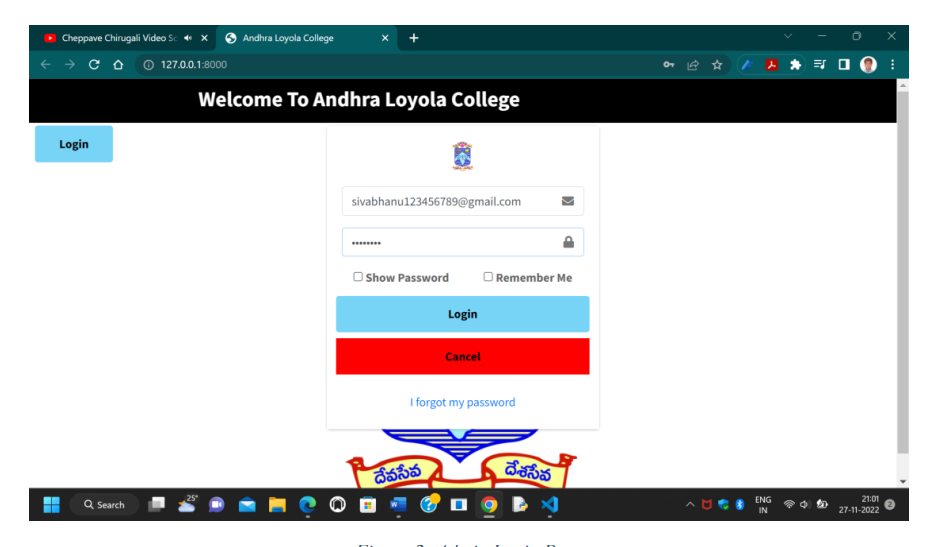 Cheppave Chirugali Video So
Andhra Loyola College
127.0.0.1:8000
Welcome To Andhra Loyola College
Login
sivabhanu123456789@gmail.com
••••••••
Show Password Remember Me
Login
Cancel
I forgot my password
దేవసేవ దేశసేవ
Search 25° ENG IN 21:01 27-11-2022